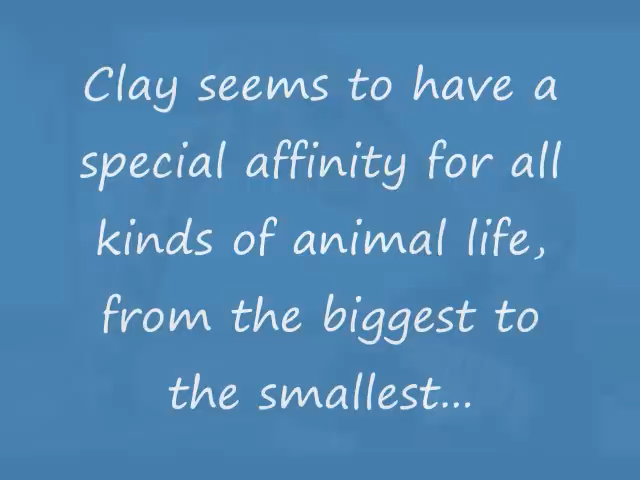 Clay seems to have a
special affinity for all
kinds of animal life,
from the biggest to
the smallest...